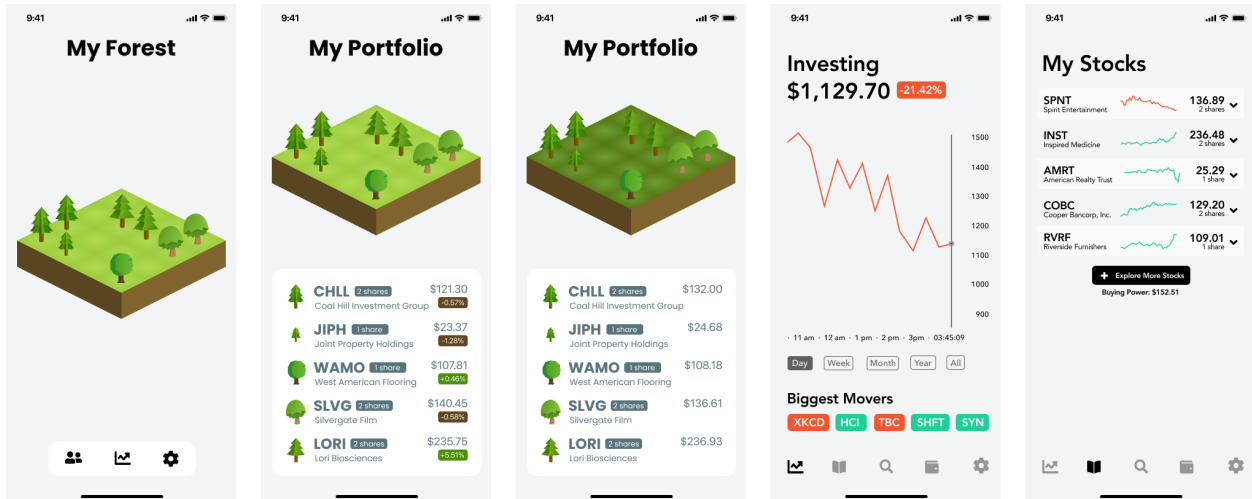 9:41
My Forest
9:41
My Portfolio
CHLL 2 shares $121.30
Coal Hill Investment Group -0.57%
JIPH 1 share $23.37
Joint Property Holdings -1.28%
WAMO 1 share $107.81
West American Flooring +0.46%
SLVG 2 shares $140.45
Silvergate Film -0.58%
LORI 2 shares $235.75
Lori Biosciences +5.51%
9:41
My Portfolio
CHLL 2 shares $132.00
Coal Hill Investment Group
JIPH 1 share $24.68
Joint Property Holdings
WAMO 1 share $108.18
West American Flooring
SLVG 2 shares $136.61
Silvergate Film
LORI 2 shares $236.93
Lori Biosciences
9:41
Investing
$1,129.70 -21.42%
1500
1400
1300
1200
1100
1000
900
· 11 am · 12 am · 1 pm · 2 pm · 3pm · 03:45:09
Day Week Month Year All
Biggest Movers
XKCD HCI TBC SHFT SYN
9:41
My Stocks
SPNT 136.89
Spirit Entertainment 2 shares
INST 236.48
Inspired Medicine 2 shares
AMRT 25.29
American Realty Trust 1 share
COBC 129.20
Cooper Bancorp, Inc. 2 shares
RVRF 109.01
Riverside Furnishers 1 share
+ Explore More Stocks
Buying Power: $152.51